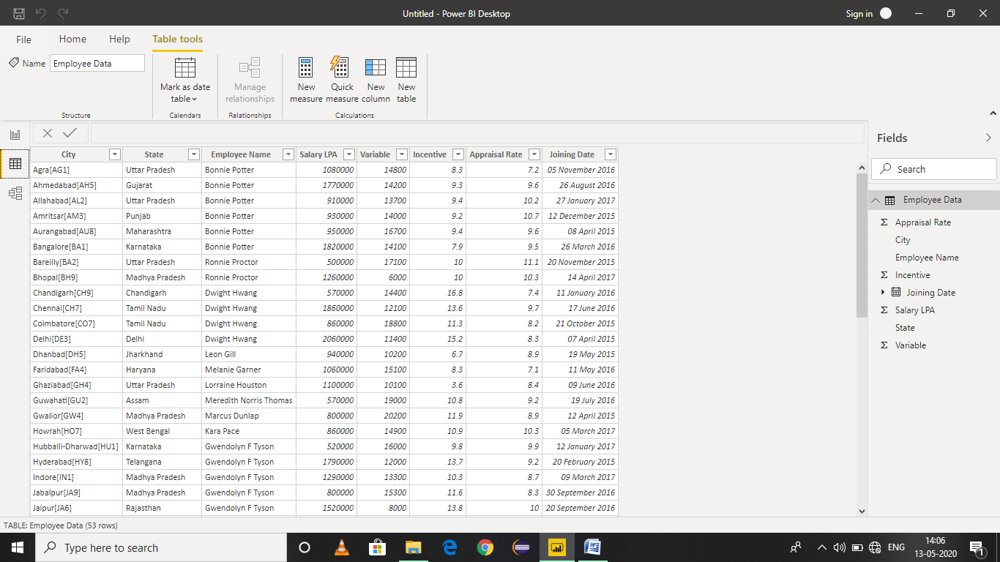 Untitled - Power BI Desktop
Sign in
File Home Help Table tools
Name Employee Data
Mark as date table
Manage relationships
New measure
Quick measure
New column
New table
Structure Calendars Relationships Calculations
City State Employee Name Salary LPA Variable Incentive Appraisal Rate Joining Date
Agra[AG1] Uttar Pradesh Bonnie Potter 1080000 14800 8.3 7.2 05 November 2016
Ahmedabad[AH5] Gujarat Bonnie Potter 1770000 14200 9.3 9.6 26 August 2016
Allahabad[AL2] Uttar Pradesh Bonnie Potter 910000 13700 9.4 10.2 27 January 2017
Amritsar[AM3] Punjab Bonnie Potter 930000 14000 9.2 10.7 12 December 2015
Aurangabad[AU8] Maharashtra Bonnie Potter 950000 16700 9.4 9.6 08 April 2015
Bangalore[BA1] Karnataka Bonnie Potter 1820000 14100 7.9 9.5 26 March 2016
Bareilly[BA2] Uttar Pradesh Ronnie Proctor 500000 17100 10 11.1 20 November 2015
Bhopal[BH9] Madhya Pradesh Ronnie Proctor 1260000 6000 10 10.3 14 April 2017
Chandigarh[CH9] Chandigarh Dwight Hwang 570000 14400 16.8 7.4 11 January 2016
Chennai[CH7] Tamil Nadu Dwight Hwang 1860000 12100 13.6 9.7 17 June 2016
Coimbatore[CO7] Tamil Nadu Dwight Hwang 860000 18800 11.3 8.2 21 October 2015
Delhi[DE3] Delhi Dwight Hwang 2060000 11400 15.2 8.3 07 April 2015
Dhanbad[DH5] Jharkhand Leon Gill 940000 10200 6.7 8.9 19 May 2015
Faridabad[FA4] Haryana Melanie Garner 1060000 15100 8.3 7.1 11 May 2016
Ghaziabad[GH4] Uttar Pradesh Lorraine Houston 1100000 10100 3.6 8.4 09 June 2016
Guwahati[GU2] Assam Meredith Norris Thomas 570000 19000 10.8 9.2 19 July 2016
Gwalior[GW4] Madhya Pradesh Marcus Dunlap 800000 20200 11.9 8.9 12 April 2015
Howrah[HO7] West Bengal Kara Pace 860000 14900 10.9 10.3 05 March 2017
Hubballi-Dharwad[HU1] Karnataka Gwendolyn F Tyson 520000 16000 9.8 9.9 12 January 2017
Hyderabad[HY8] Telangana Gwendolyn F Tyson 1790000 12000 13.7 9.2 20 February 2015
Indore[IN1] Madhya Pradesh Gwendolyn F Tyson 1290000 13300 10.3 8.7 09 March 2017
Jabalpur[JA9] Madhya Pradesh Gwendolyn F Tyson 800000 15300 11.6 8.3 30 September 2016
Jaipur[JA6] Rajasthan Gwendolyn F Tyson 1520000 8000 13.8 10 20 September 2016
Fields
Search
Employee Data
Σ Appraisal Rate
City
Employee Name
Σ Incentive
Joining Date
Σ Salary LPA
State
Σ Variable
TABLE: Employee Data (53 rows)
Type here to search
ENG
14:06
13-05-2020
1